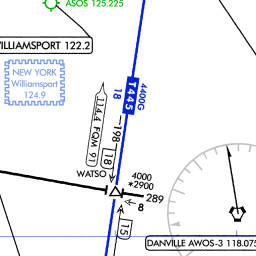 ASOS 125.225
WILLIAMSPORT 122.2
NEW YORK
Williamsport
124.9
4400G
T445
18
198
114.4 FQM 91
18
WATSO
4000
*2900
289
8
15
DANVILLE AWOS-3 118.075